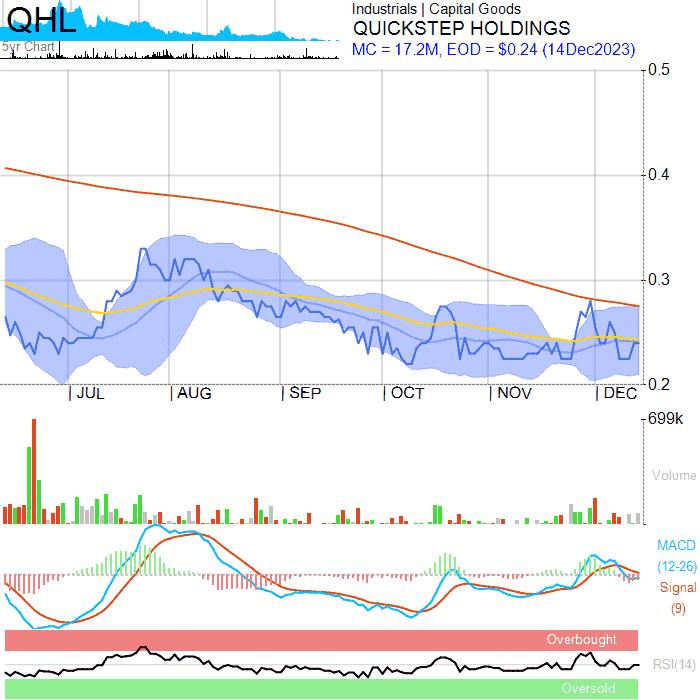 QHL
5yr Chart
Industrials | Capital Goods
QUICKSTEP HOLDINGS
MC = 17.2M, EOD = $0.24 (14Dec2023)
0.5
0.4
0.3
0.2
JUL AUG SEP OCT NOV DEC
699k
Volume
MACD
(12-26)
Signal
(9)
Overbought
RSI(14)
Oversold